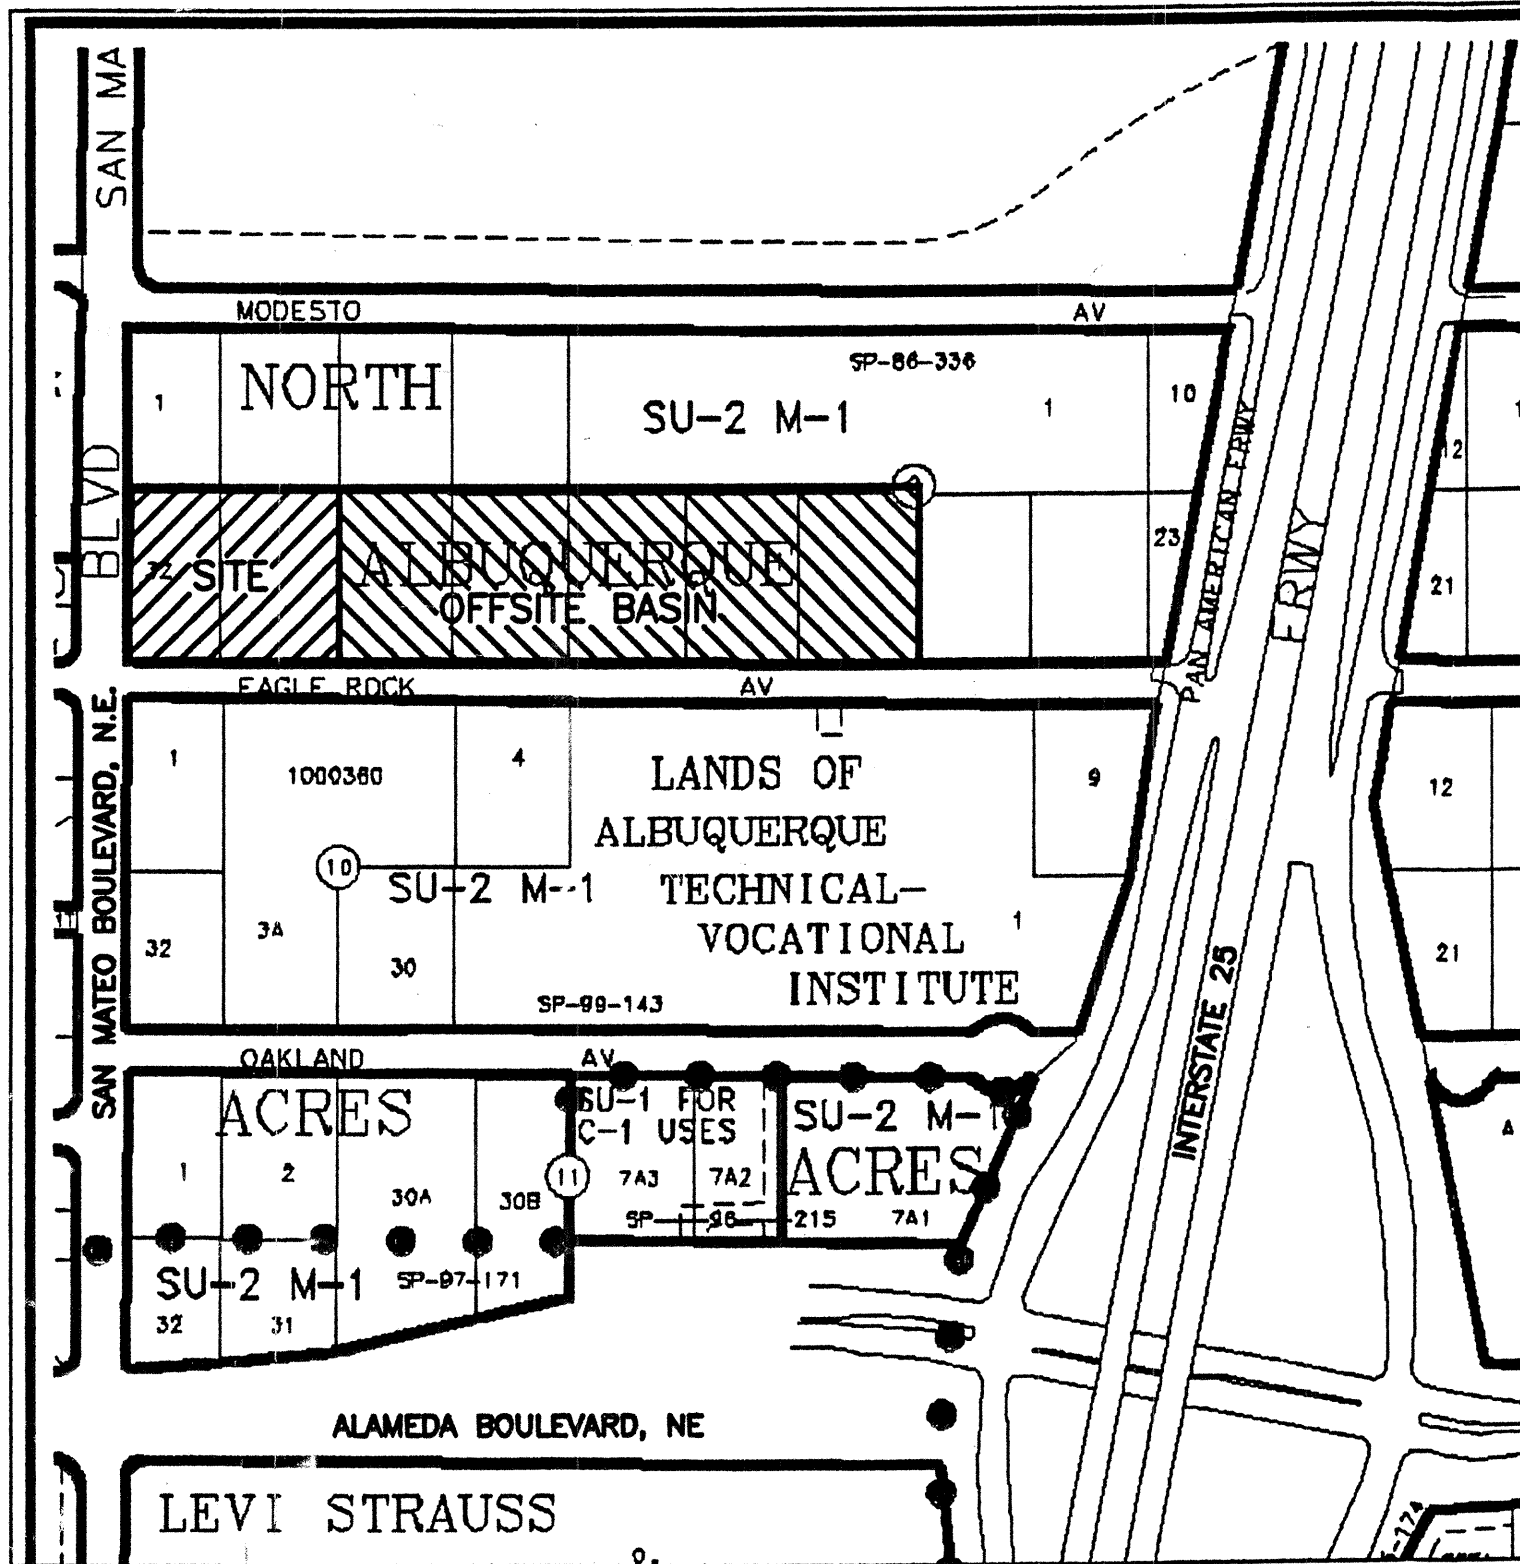 SAN MA
MODESTO
AV
NORTH
SP-86-336
1
SU-2 M-1
1
10
12
BLVD
PAN AMERICAN FRWY
FRWY
32
SITE
ALBUQUERQUE
OFFSITE BASIN
23
21
EAGLE ROCK
AV
SAN MATEO BOULEVARD, N.E.
1
1000360
4
LANDS OF
ALBUQUERQUE
TECHNICAL-
VOCATIONAL
INSTITUTE
9
12
10
SU-2 M-1
32
3A
30
1
21
SP-99-143
INTERSTATE 25
OAKLAND
AV
ACRES
SU-1 FOR
C-1 USES
SU-2 M-1
ACRES
A
1
2
30A
30B
11
7A3
7A2
SP-96-215
7A1
SU-2 M-1
SP-97-171
32
31
ALAMEDA BOULEVARD, NE
LEVI STRAUSS
-774